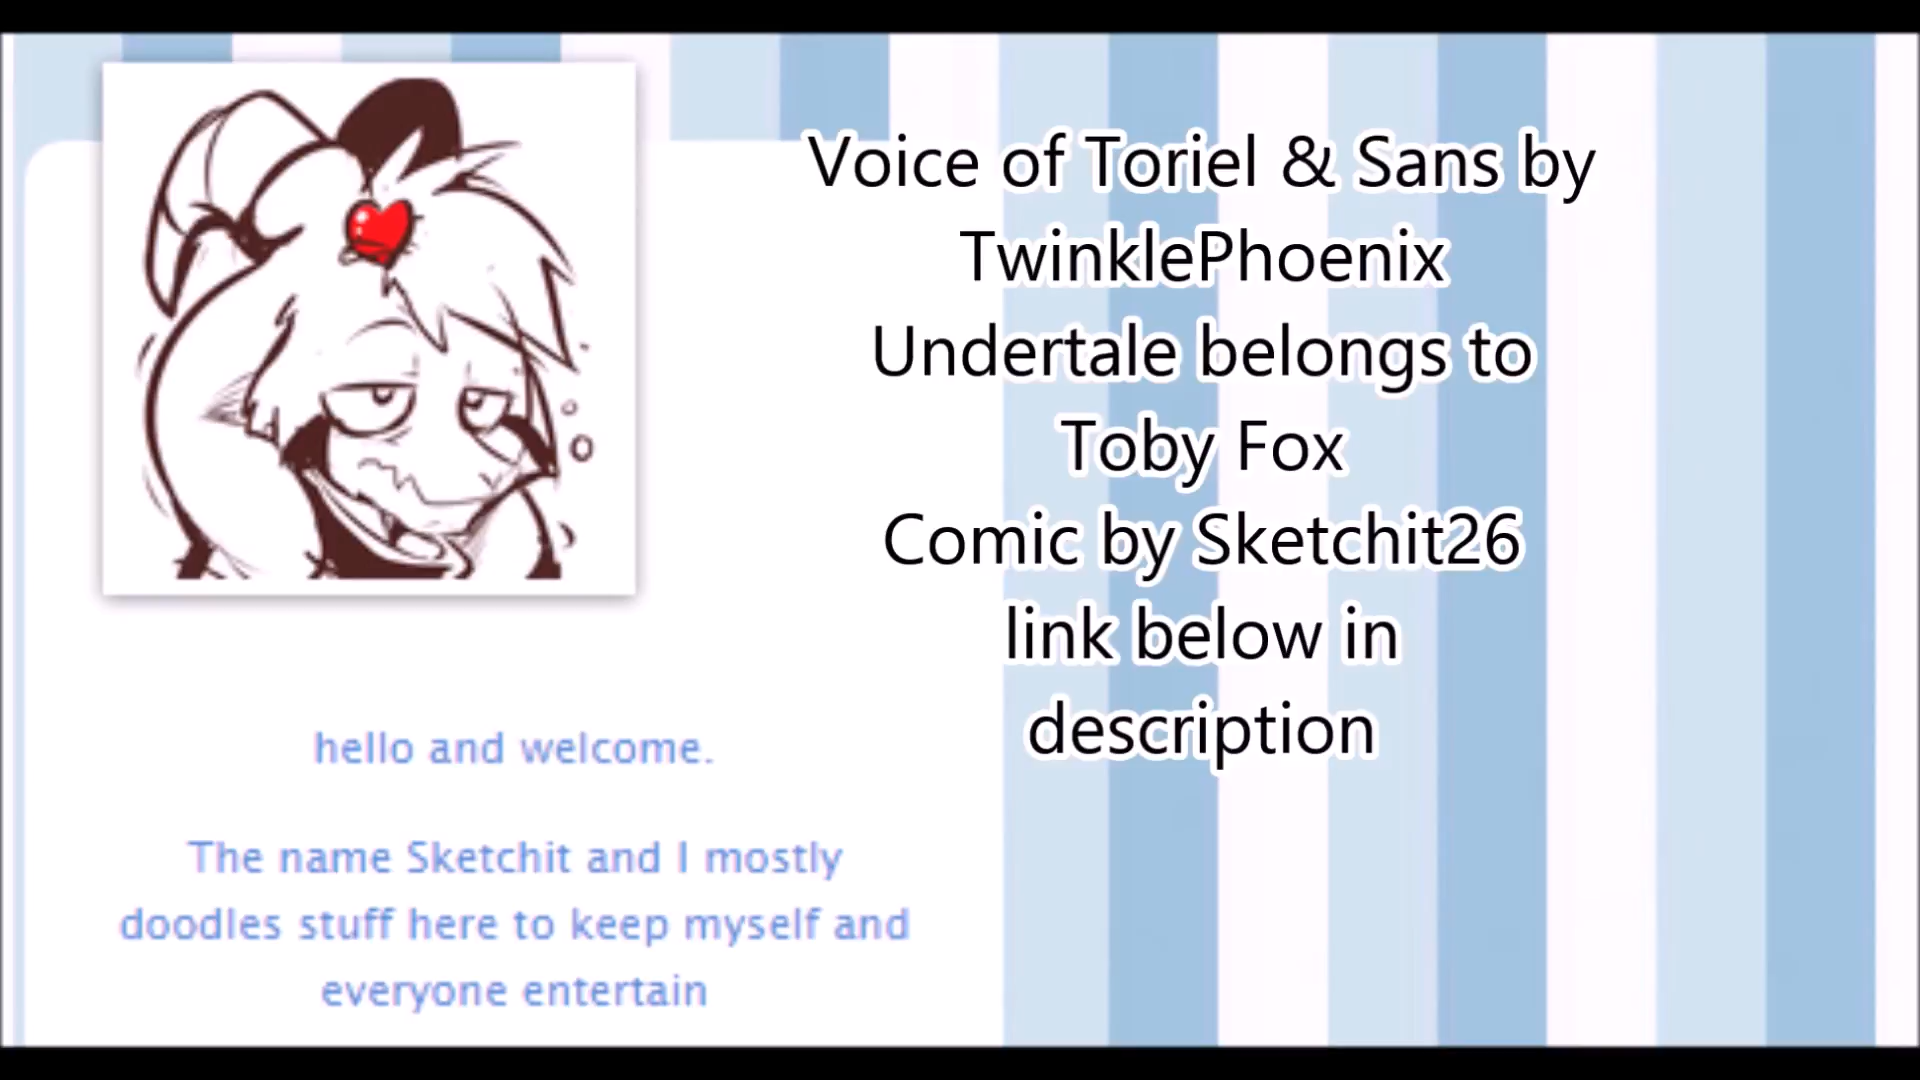 Voice of Toriel & Sans by
TwinklePhoenix
Undertale belongs to
Toby Fox
Comic by Sketchit26
link below in
description
hello and welcome.
The name Sketchit and I mostly
doodles stuff here to keep myself and
everyone entertain